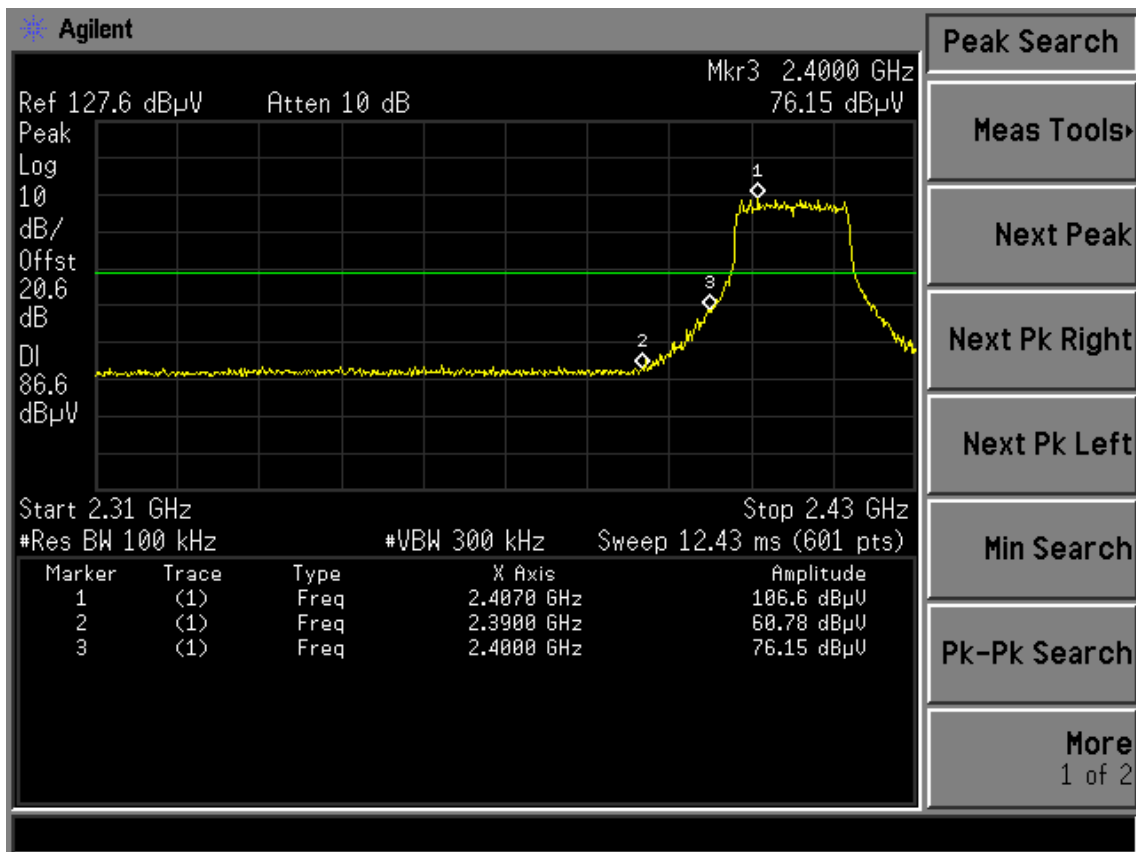 Agilent
Peak Search
Mkr3 2.4000 GHz
Ref 127.6 dBµV Atten 10 dB 76.15 dBµV
Peak
Log
10
dB/
Offst
20.6
dB
DI
86.6
dBµV
1
3
2
Start 2.31 GHz Stop 2.43 GHz
#Res BW 100 kHz #VBW 300 kHz Sweep 12.43 ms (601 pts)
Marker Trace Type X Axis Amplitude
1 (1) Freq 2.4070 GHz 106.6 dBµV
2 (1) Freq 2.3900 GHz 60.78 dBµV
3 (1) Freq 2.4000 GHz 76.15 dBµV
Meas Tools
Next Peak
Next Pk Right
Next Pk Left
Min Search
Pk-Pk Search
More
1 of 2